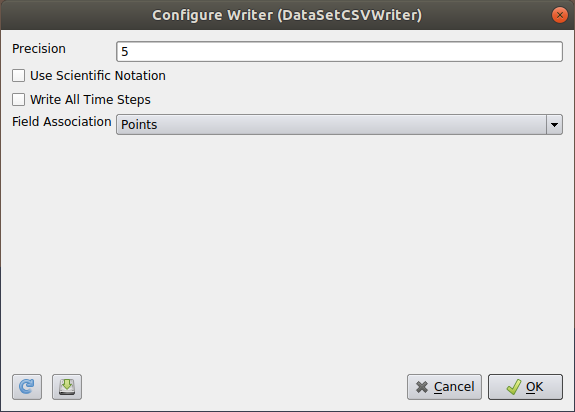 Configure Writer (DataSetCSVWriter)
Precision 5
Use Scientific Notation
Write All Time Steps
Field Association Points
Cancel OK